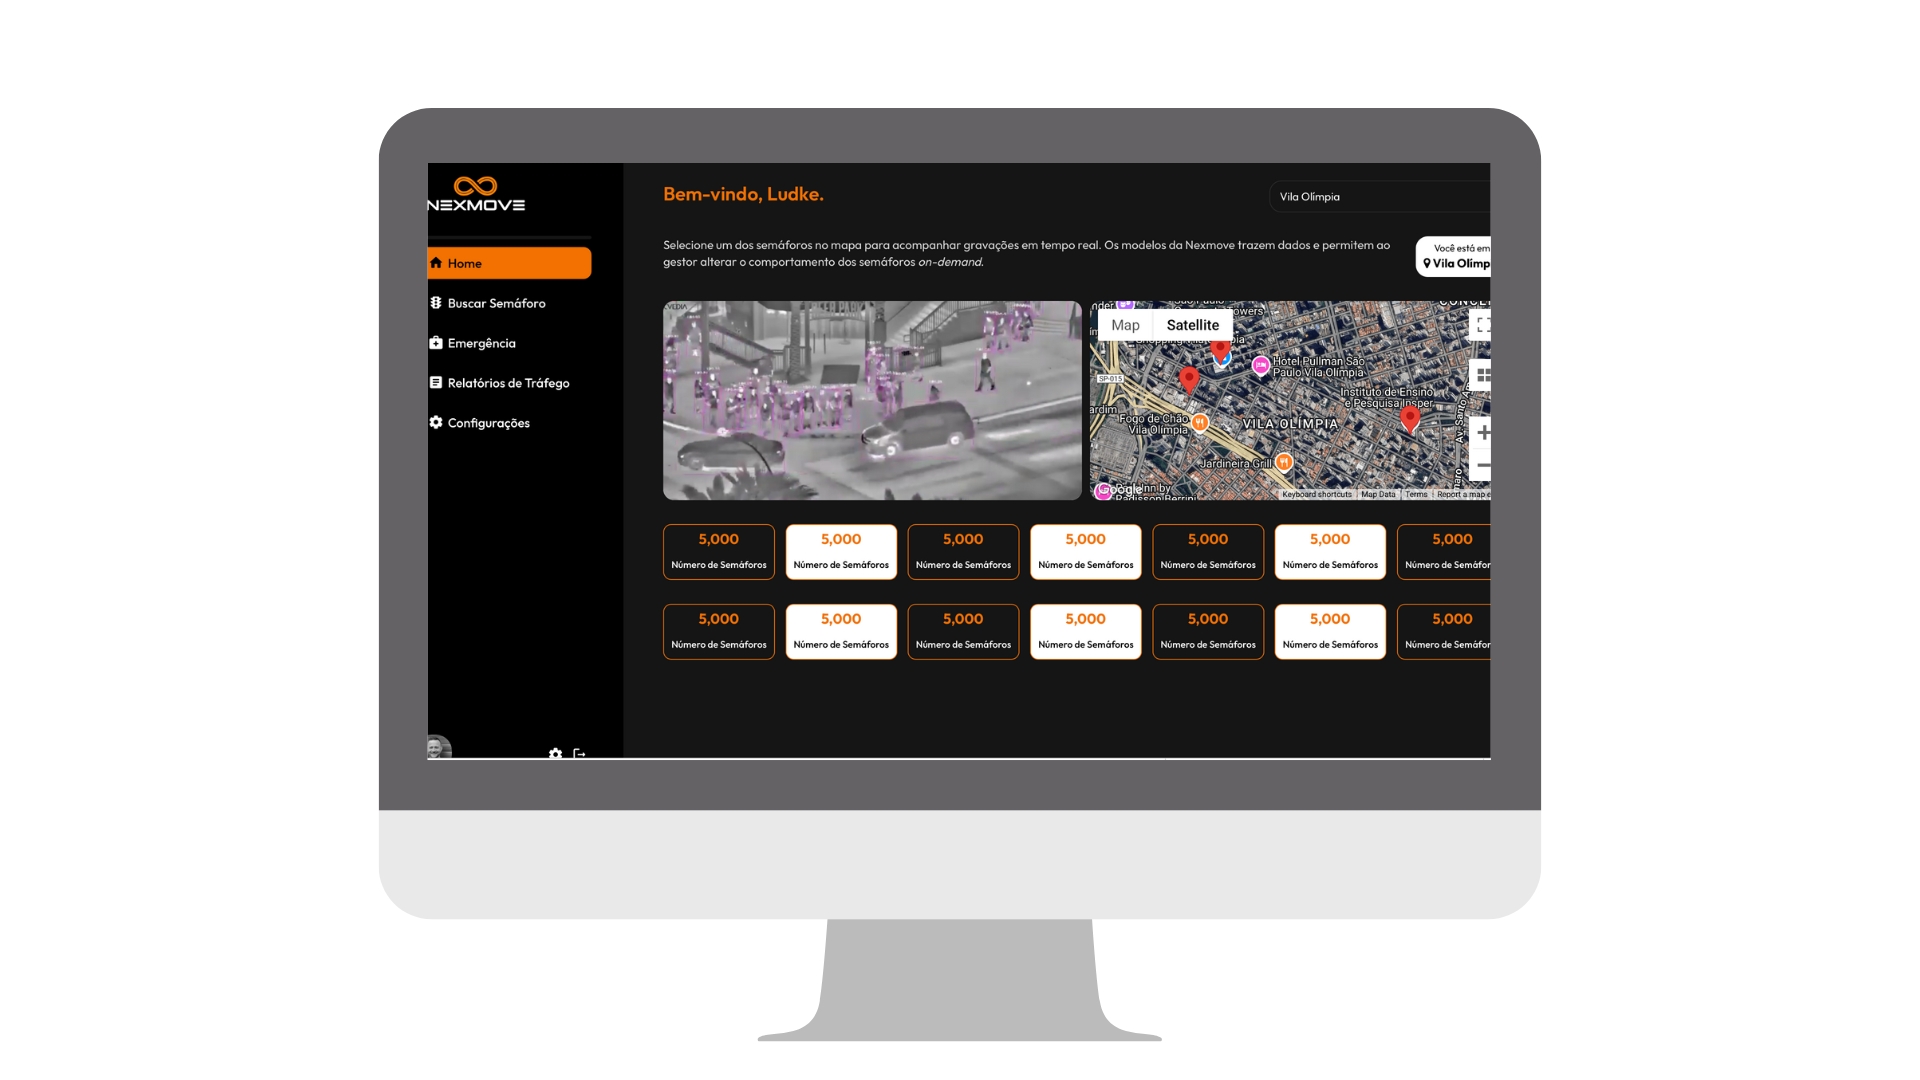 NEXMOVE
Home
Buscar Semáforo
Emergência
Relatórios de Tráfego
Configurações
Bem-vindo, Ludke.
Vila Olímpia
Selecione um dos semáforos no mapa para acompanhar gravações em tempo real. Os modelos da Nexmove trazem dados e permitem ao
gestor alterar o comportamento dos semáforos on-demand.
Você está em
Vila Olímp
Map
Satellite
Hotel Pullman São
Paulo Vila Olímpia
SP-015
Instituto de Ensino
e Pesquisa Insper
Fogo de Chão
Vila Olímpia
VILA OLÍMPIA
Jardineira Grill
Google
Keyboard shortcuts
Map Data
Terms
Report a map e
5,000
Número de Semáforos
5,000
Número de Semáforos
5,000
Número de Semáforos
5,000
Número de Semáforos
5,000
Número de Semáforos
5,000
Número de Semáforos
5,000
Número de Semáfor
5,000
Número de Semáforos
5,000
Número de Semáforos
5,000
Número de Semáforos
5,000
Número de Semáforos
5,000
Número de Semáforos
5,000
Número de Semáforos
5,000
Número de Semáfor